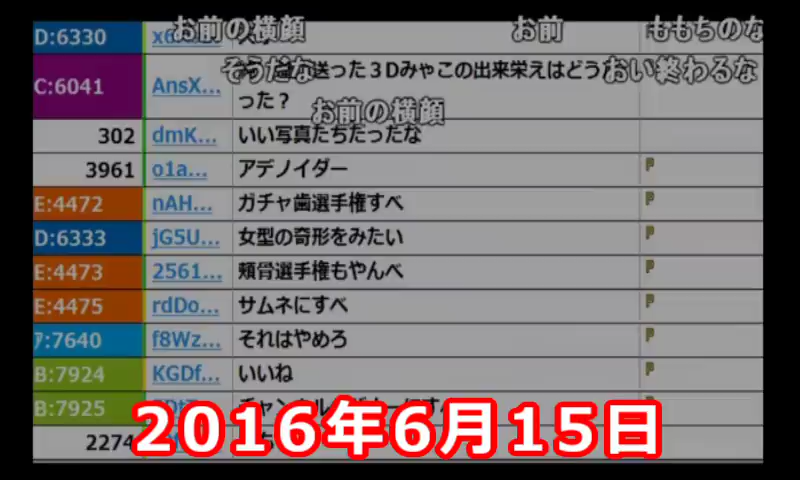 お前の横顔 お前 ももちのな
D:6330
そうだな おい終わるな
C:6041 AnsX... 送った３Dみゃこの出来栄えはどう
った？
お前の横顔
302 dmK... いい写真たちだったな
3961 o1a... アデノイダー P
E:4472 nAH... ガチャ歯選手権すべ P
D:6333 jG5U... 女型の奇形をみたい P
E:4473 2561... 頬骨選手権もやんべ P
E:4475 rdDo... サムネにすべ P
ｱ:7640 f8Wz... それはやめろ P
B:7924 KGDf... いいね P
B:7925 P
2274
2016年6月15日